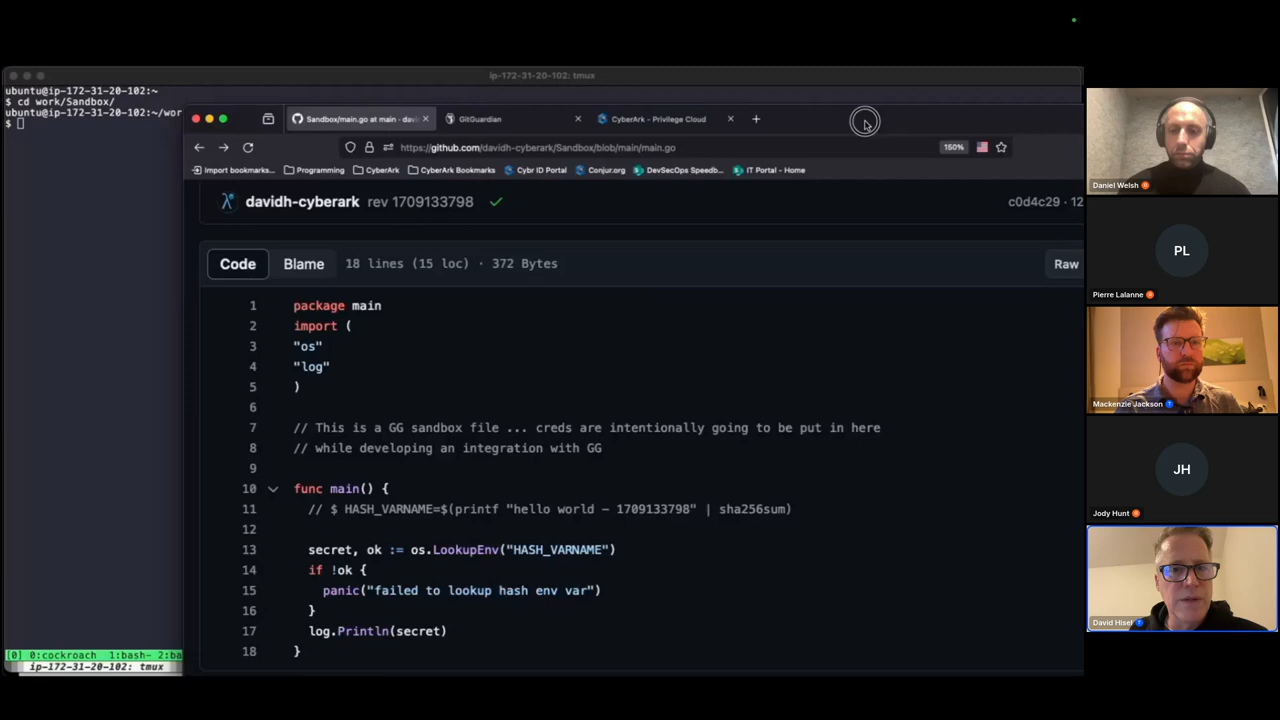 ip-172-31-20-102: tmux
ubuntu@ip-172-31-20-102:~
$ cd work/Sandbox/
ubuntu@ip-172-31-20-102:~/wor
$
Sandbox/main.go at main · davi
GitGuardian
CyberArk - Privilege Cloud
https://github.com/davidh-cyberark/Sandbox/blob/main/main.go
150%
Import bookmarks...
Programming
CyberArk
CyberArk Bookmarks
Cybr ID Portal
Conjur.org
DevSecOps Speedb...
IT Portal - Home
davidh-cyberark rev 1709133798
c0d4c29 · 12
Code Blame 18 lines (15 loc) · 372 Bytes
Raw
1 package main
2 import (
3 "os"
4 "log"
5 )
6
7 // This is a GG sandbox file ... creds are intentionally going to be put in here
8 // while developing an integration with GG
9
10 func main() {
11 // $ HASH_VARNAME=$(printf "hello world - 1709133798" | sha256sum)
12
13 secret, ok := os.LookupEnv("HASH_VARNAME")
14 if !ok {
15 panic("failed to lookup hash env var")
16 }
17 log.Println(secret)
18 }
[0] 0:cockroach 1:bash- 2:ba
ip-172-31-20-102: tmux
Daniel Welsh
PL
Pierre Lalanne
Mackenzie Jackson
JH
Jody Hunt
David Hisel